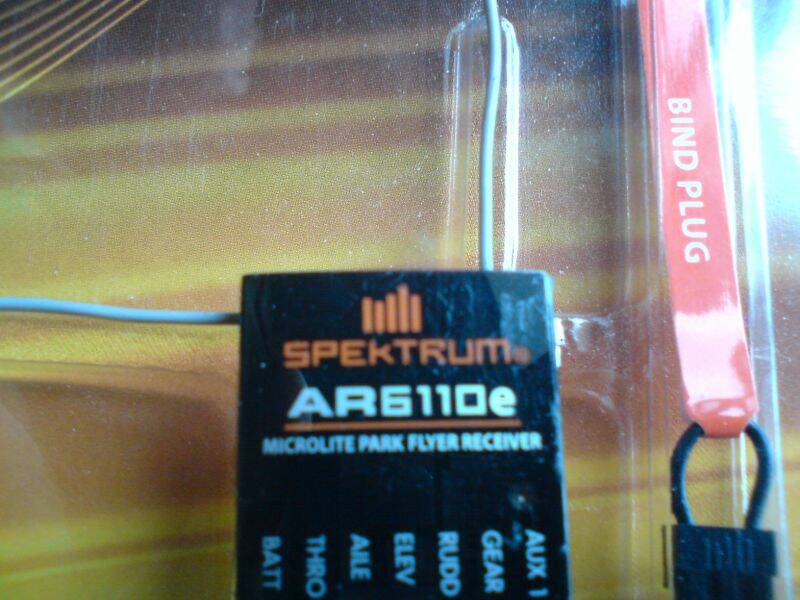 SPEKTRUM®
AR6110e
MICROLITE PARK FLYER RECEIVER
BATT
THRO
AILE
ELEV
RUDD
GEAR
AUX 1
BIND PLUG